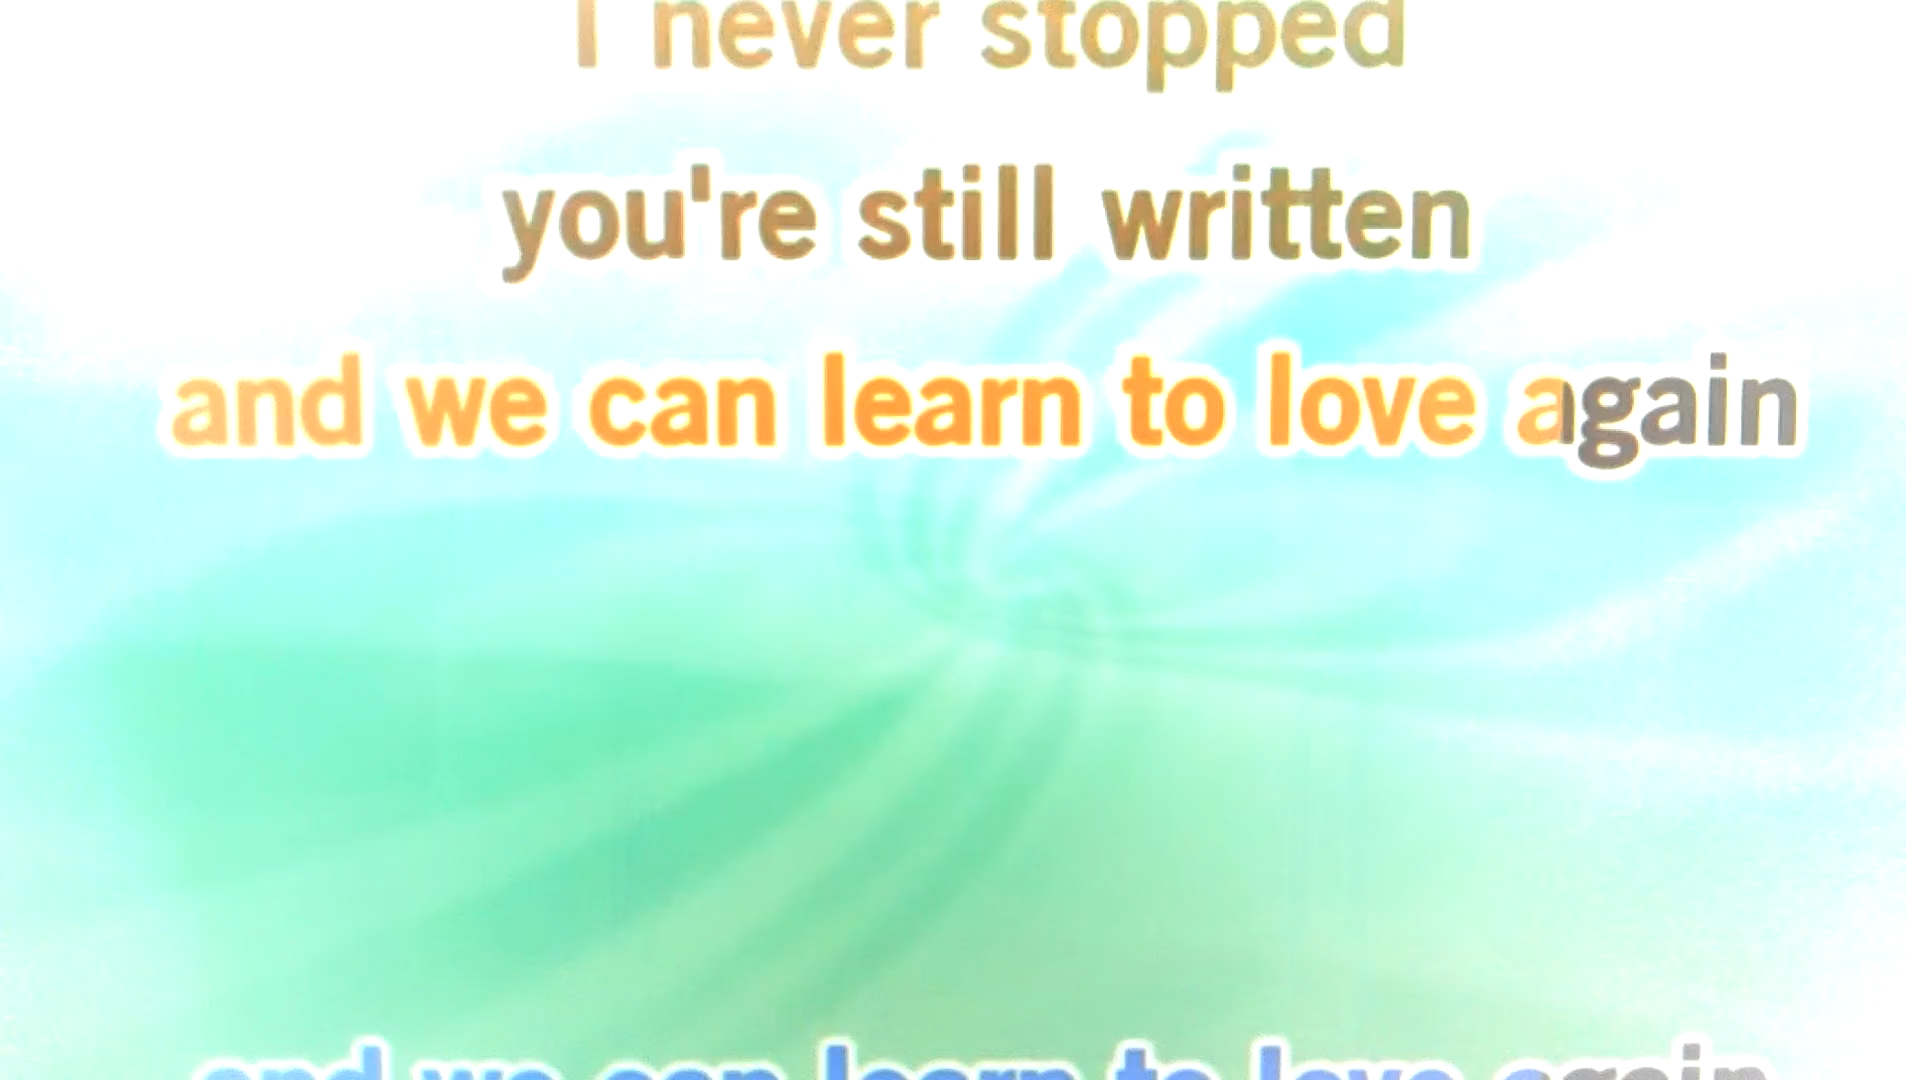 I never stopped
you're still written
and we can learn to love again
and we can learn to love again